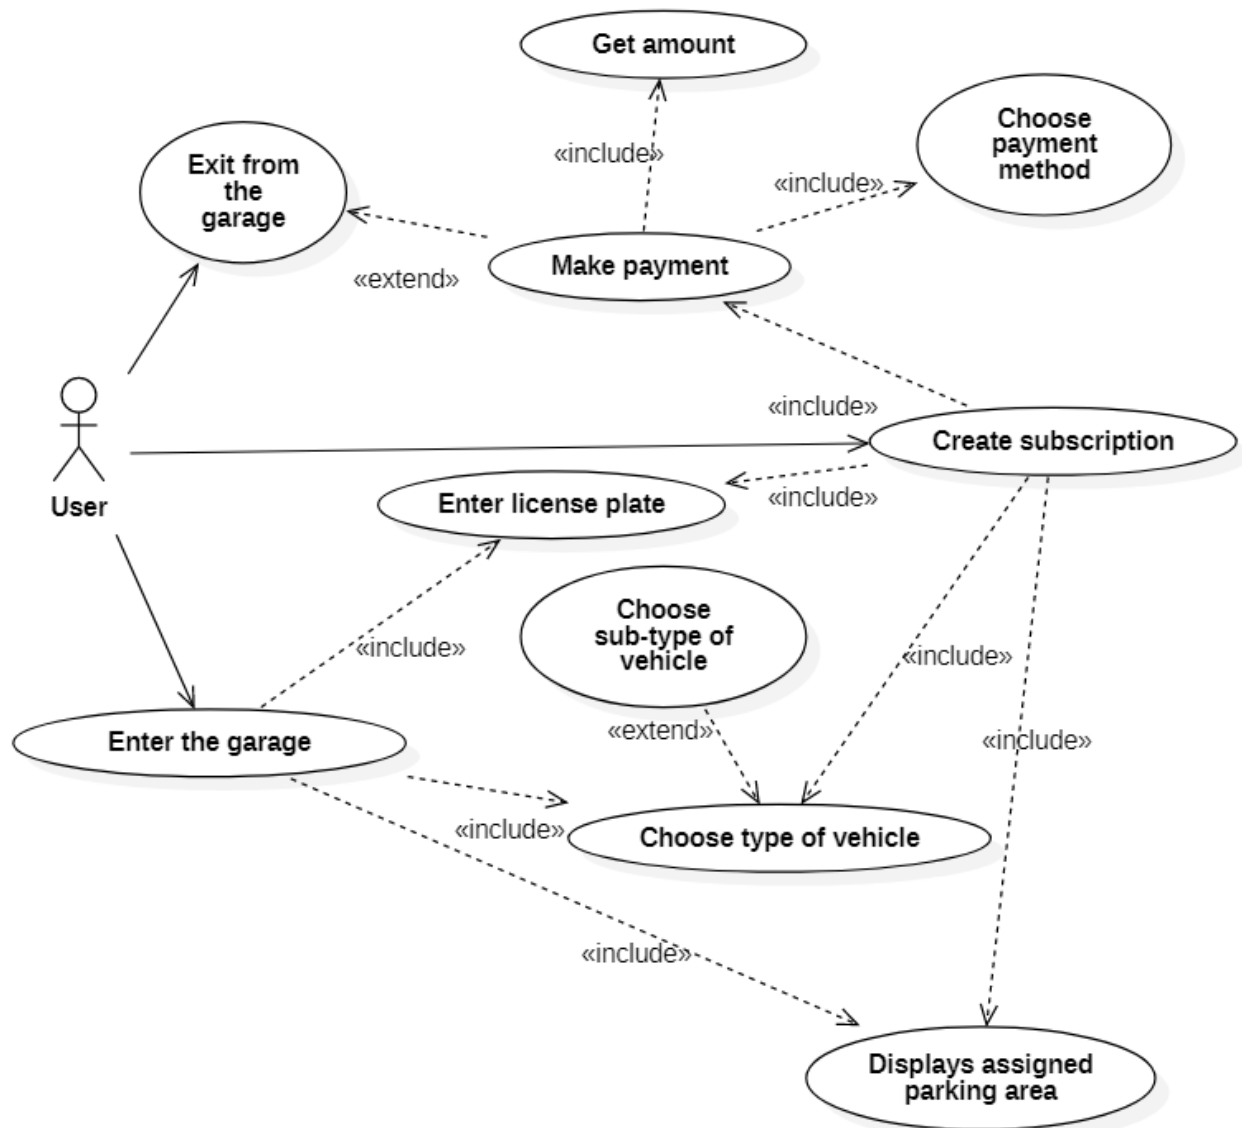 Get amount
Choose
payment
method
«include»
Exit from
the
garage
«include»
Make payment
«extend»
«include»
Create subscription
User
Enter license plate
«include»
Choose
sub-type of
vehicle
«include»
«include»
«extend»
«include»
Enter the garage
«include»
Choose type of vehicle
«include»
Displays assigned
parking area